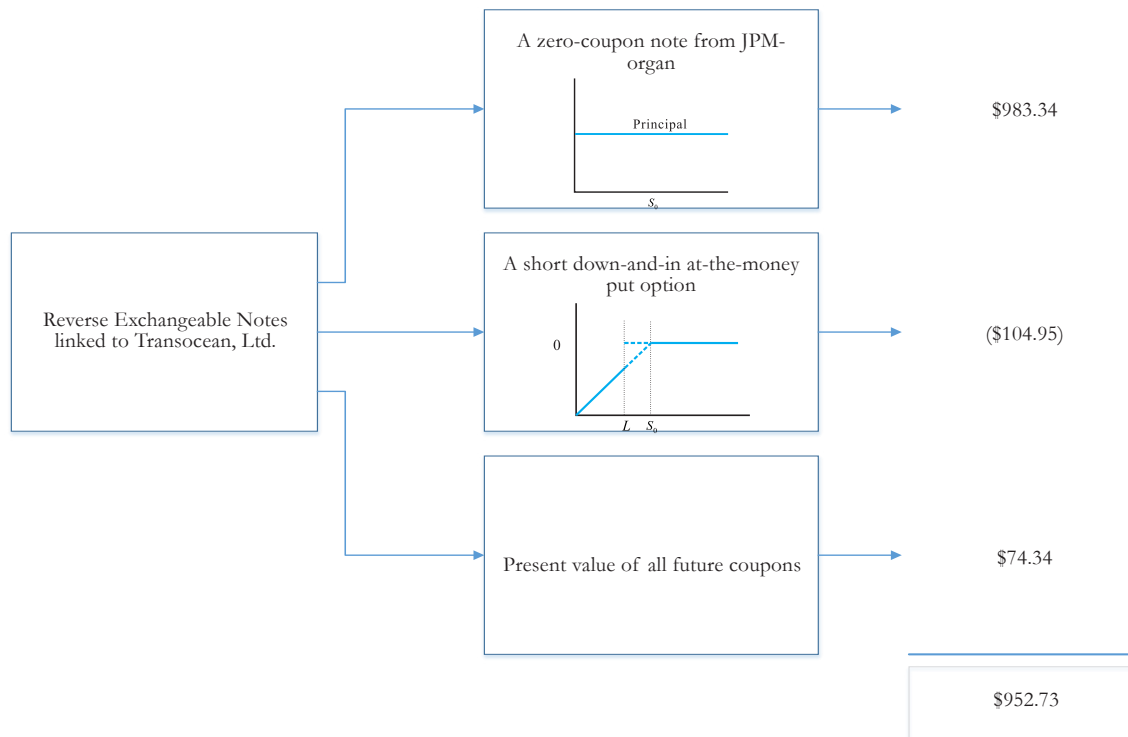 A zero-coupon note from JPM-
organ
Principal
S₀
$983.34
Reverse Exchangeable Notes
linked to Transocean, Ltd.
A short down-and-in at-the-money
put option
0
L S₀
($104.95)
Present value of all future coupons
$74.34
$952.73